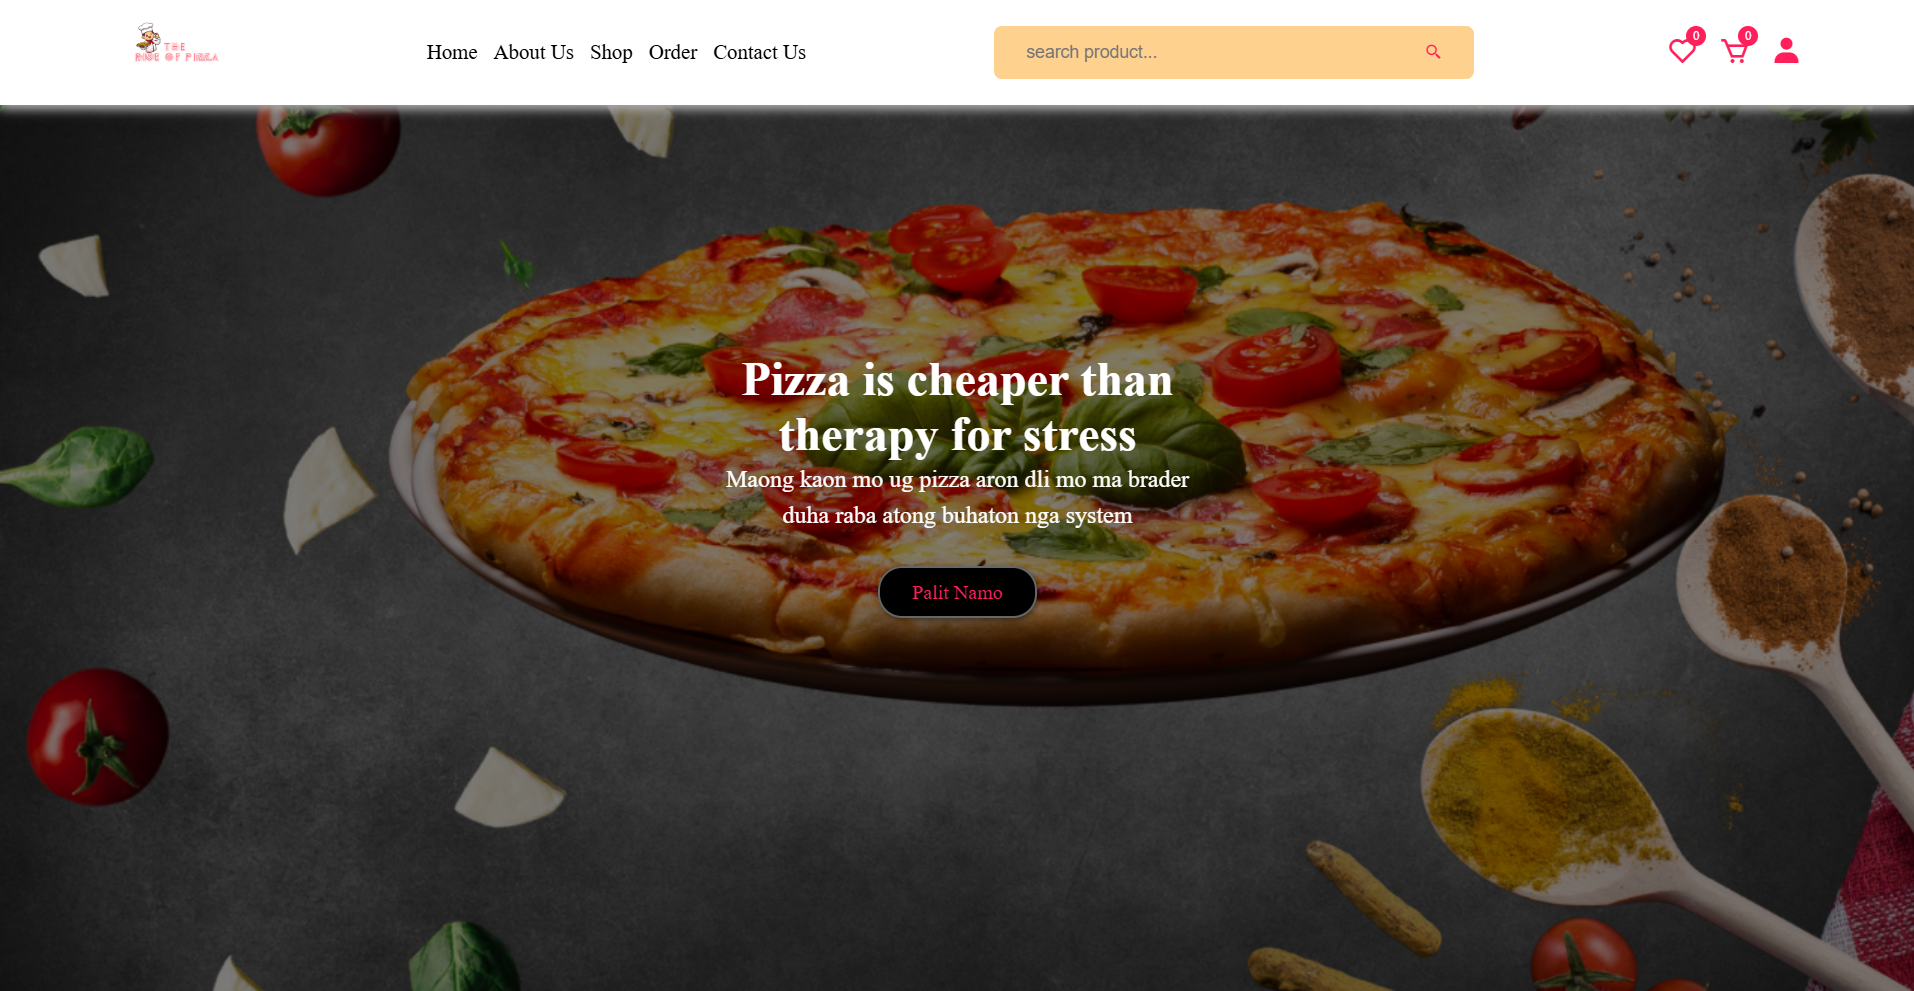 THE
RISE OF PIZZA
Home About Us Shop Order Contact Us
search product...
0
0
Pizza is cheaper than
therapy for stress
Maong kaon mo ug pizza aron dli mo ma brader
duha raba atong buhaton nga system
Palit Namo